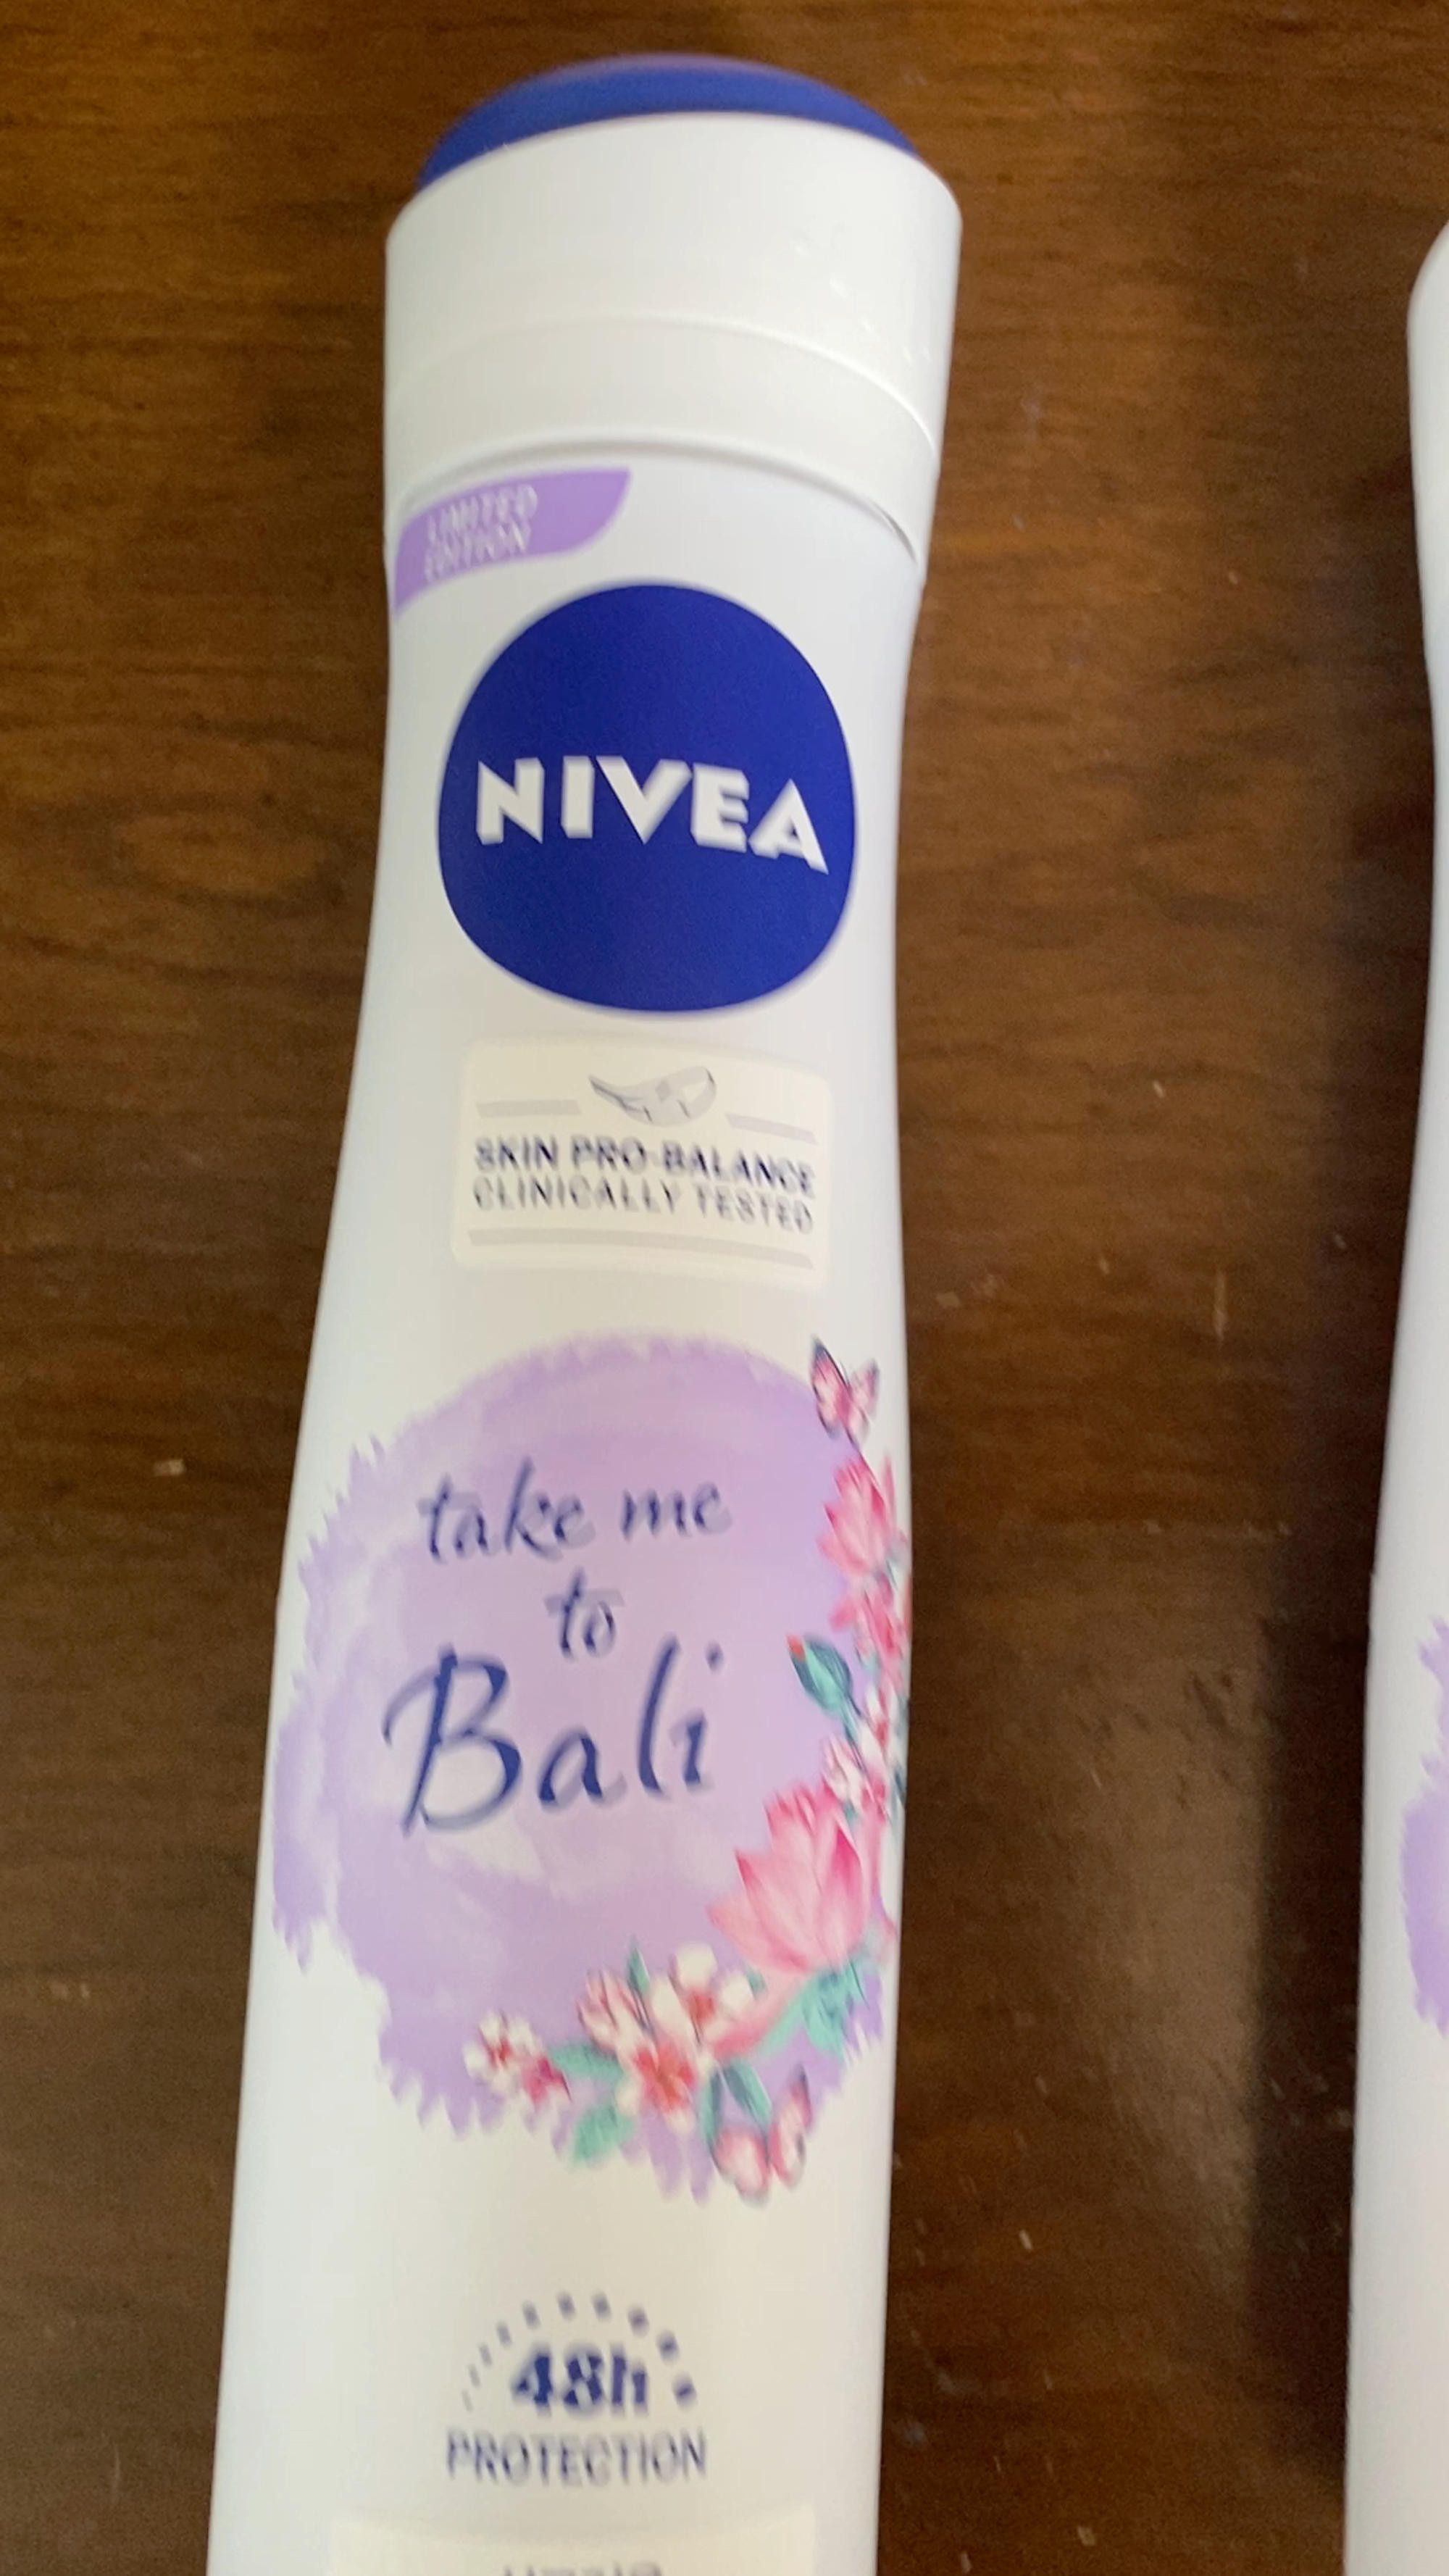 LIMITED
EDITION
NIVEA
SKIN PRO-BALANCE
CLINICALLY TESTED
take me
to
Bali
48h
PROTECTION